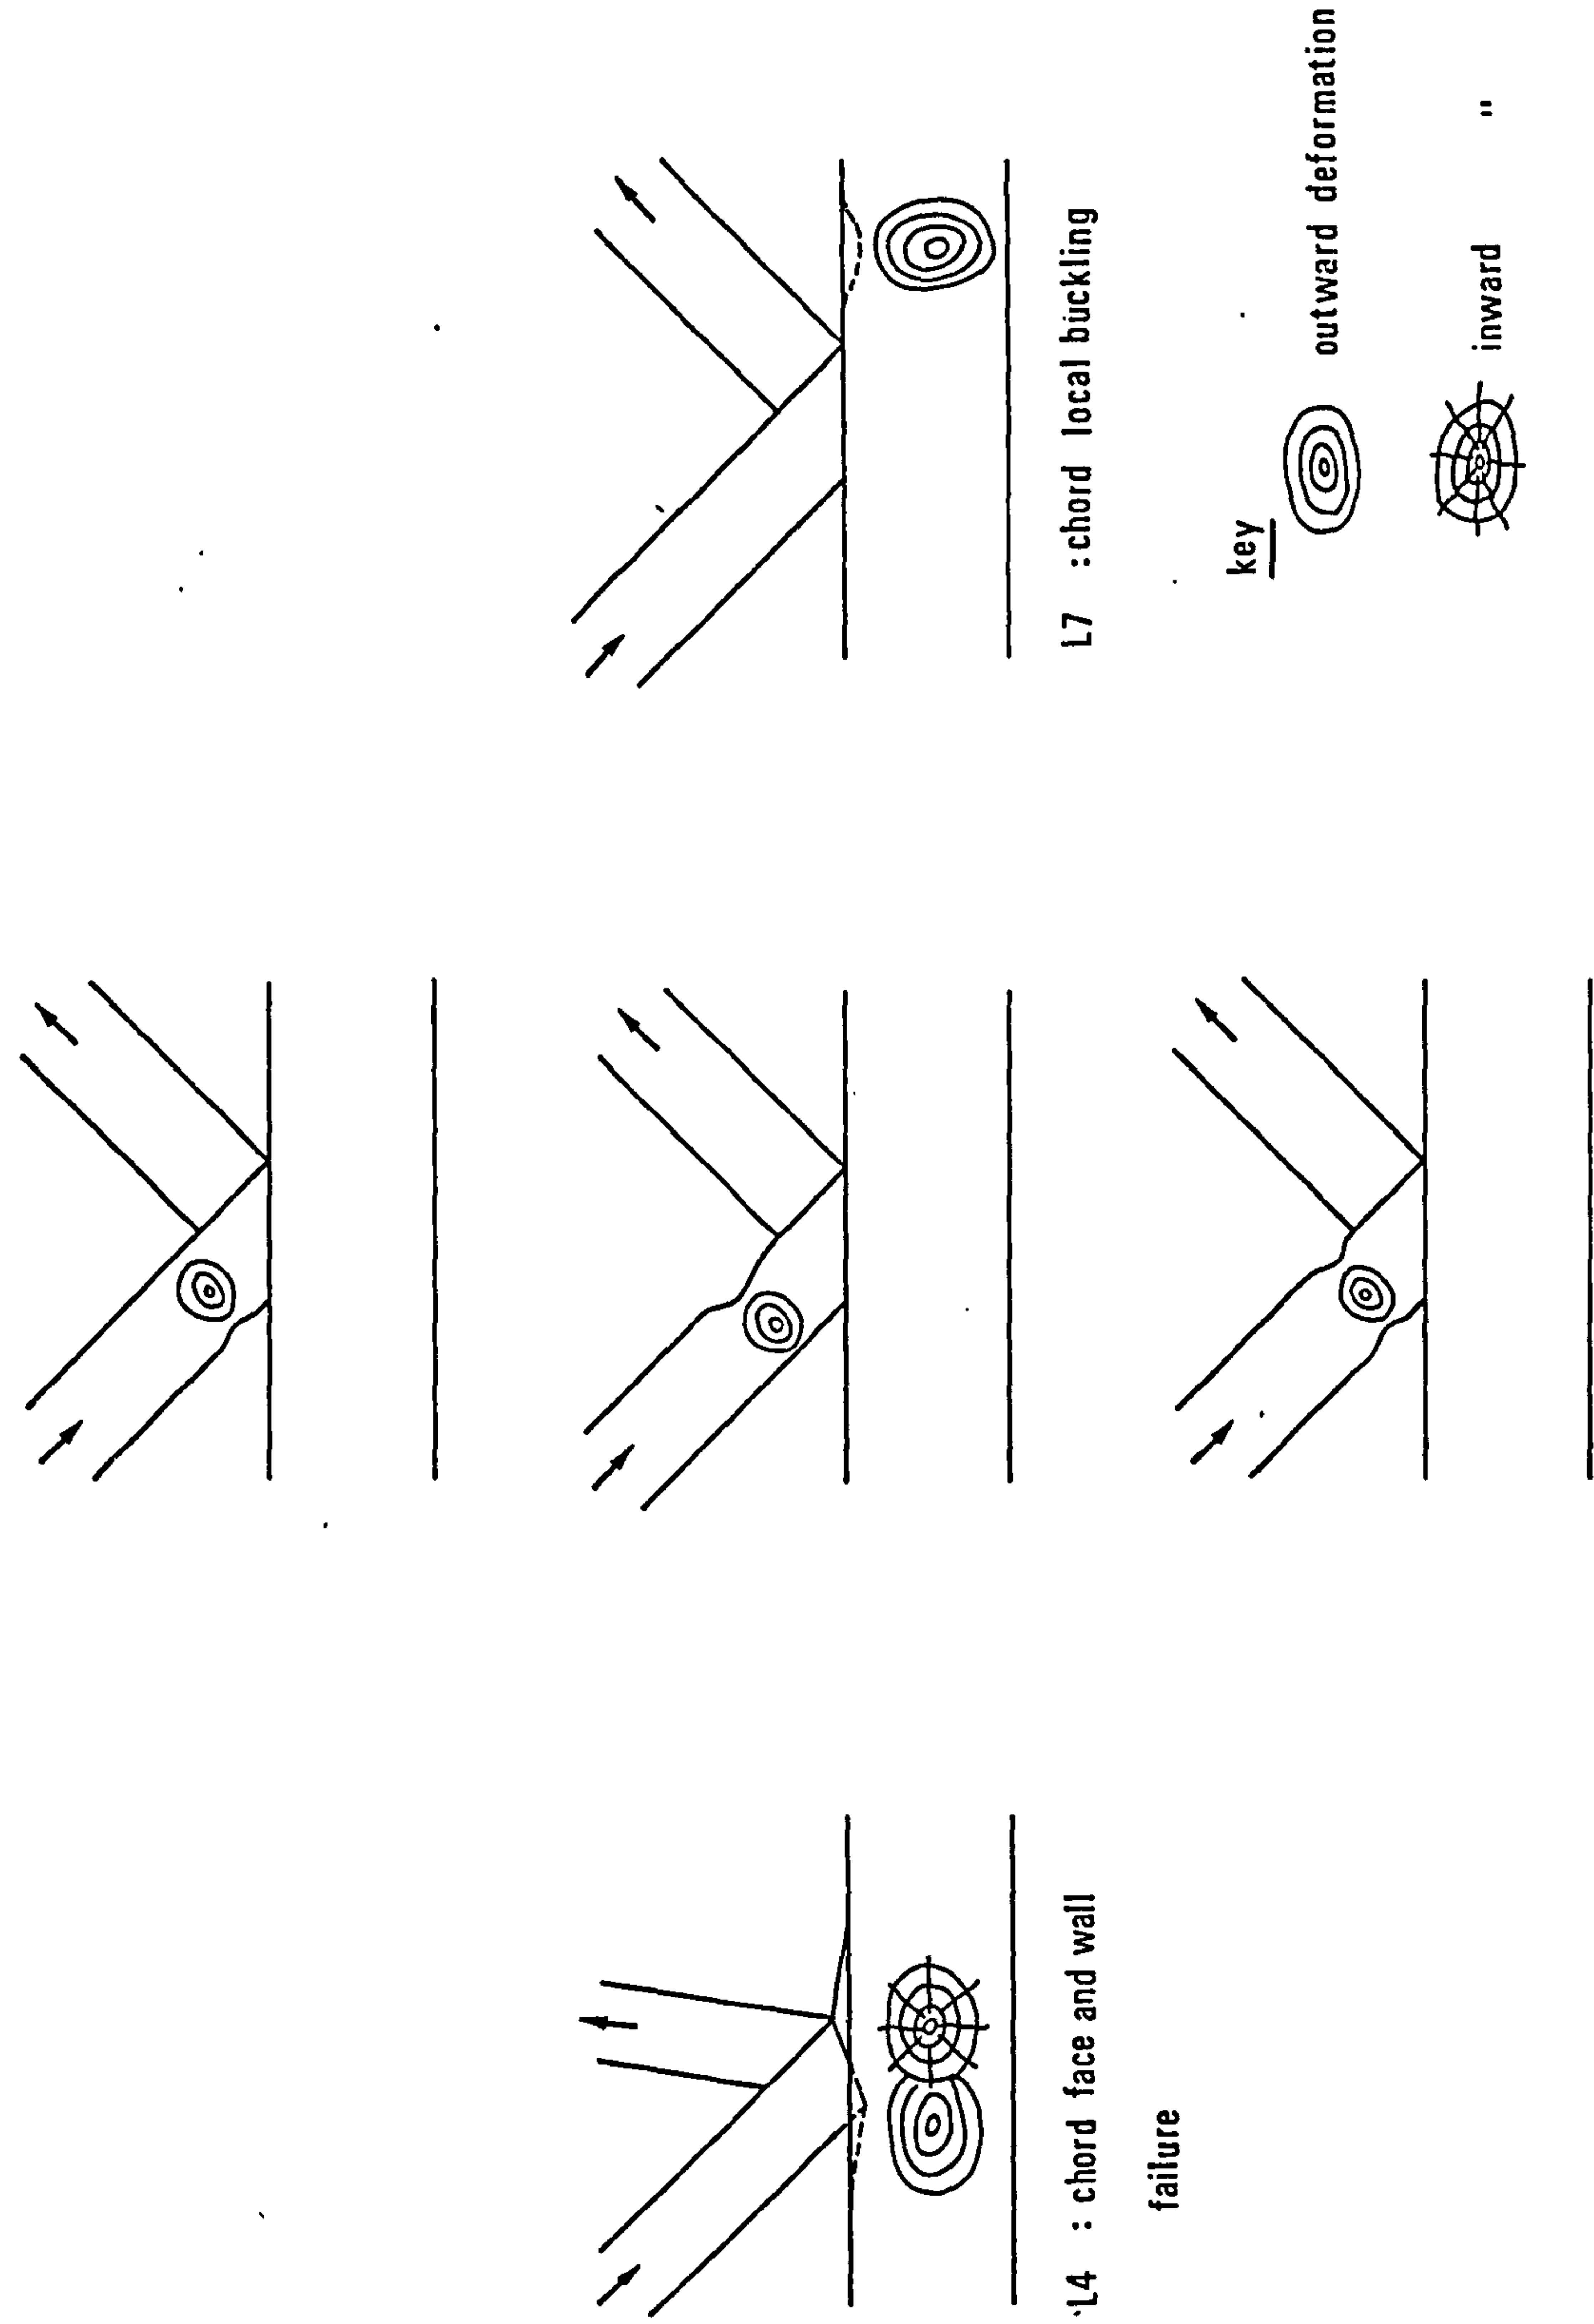 L4 : chord face and wall
failure
L7 : chord local buckling
key
outward deformation
inward "